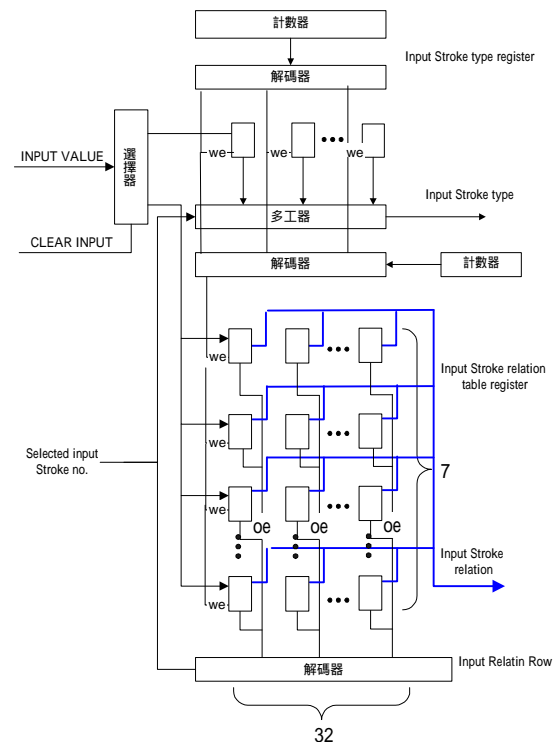 計數器
Input Stroke type register
解碼器
we
we
we
INPUT VALUE
選擇器
Input Stroke type
多工器
CLEAR INPUT
解碼器
計數器
we
Input Stroke relation
table register
we
Selected input
Stroke no.
7
we
oe
oe
oe
Input Stroke
relation
we
解碼器
Input Relatin Row
32